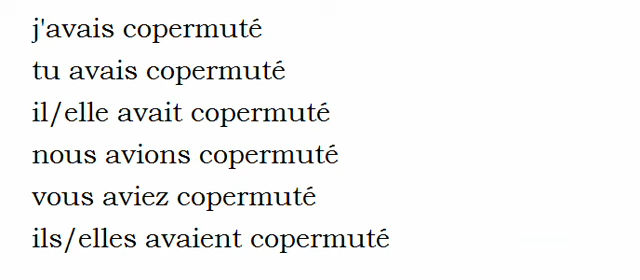 j'avais copermuté
tu avais copermuté
il/elle avait copermuté
nous avions copermuté
vous aviez copermuté
ils/elles avaient copermuté